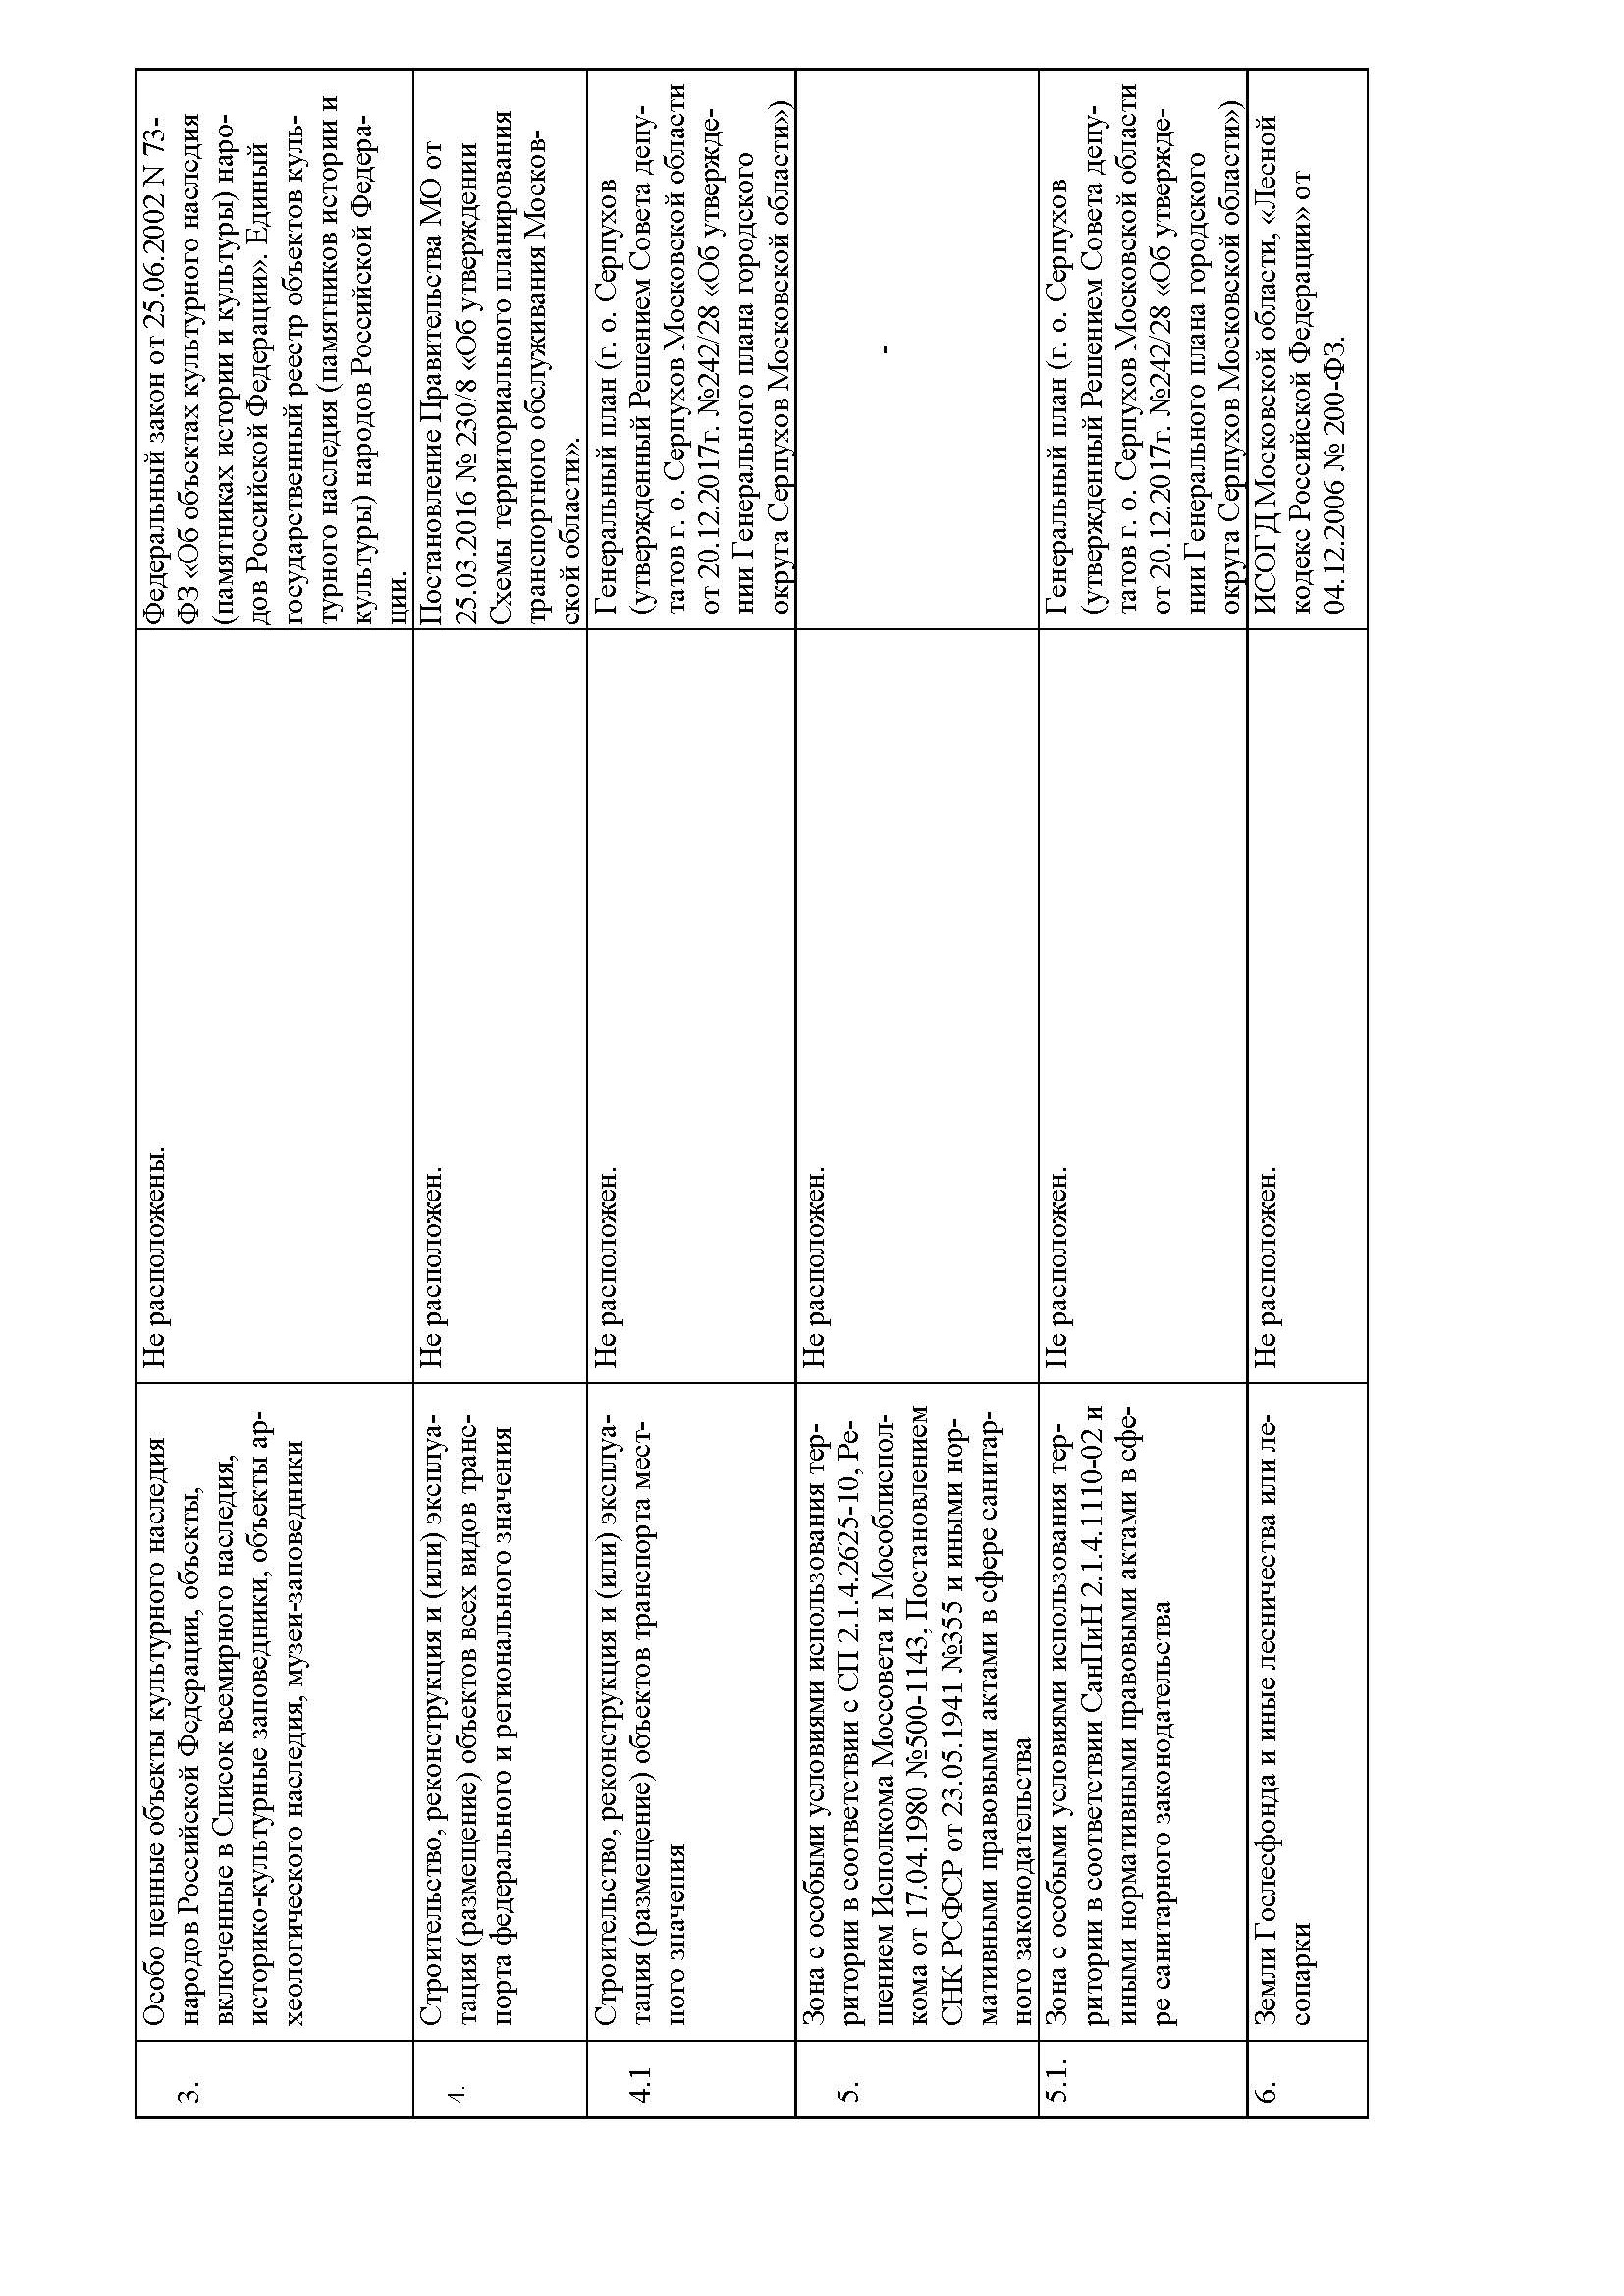 3.
Особо ценные объекты культурного наследия
народов Российской Федерации, объекты,
включенные в Список всемирного наследия,
историко-культурные заповедники, объекты ар-
хеологического наследия, музеи-заповедники
Не расположены.
Федеральный закон от 25.06.2002 N 73-
ФЗ «Об объектах культурного наследия
(памятниках истории и культуры) наро-
дов Российской Федерации». Единый
государственный реестр объектов куль-
турного наследия (памятников истории и
культуры) народов Российской Федера-
ции.
4.
Строительство, реконструкция и (или) эксплуа-
тация (размещение) объектов всех видов транс-
порта федерального и регионального значения
Не расположен.
Постановление Правительства МО от
25.03.2016 № 230/8 «Об утверждении
Схемы территориального планирования
транспортного обслуживания Москов-
ской области».
4.1
Строительство, реконструкция и (или) эксплуа-
тация (размещение) объектов транспорта мест-
ного значения
Не расположен.
Генеральный план (г. о. Серпухов
(утвержденный Решением Совета депу-
татов г. о. Серпухов Московской области
от 20.12.2017г. №242/28 «Об утвержде-
нии Генерального плана городского
округа Серпухов Московской области»)
5.
Зона с особыми условиями использования тер-
ритории в соответствии с СП 2.1.4.2625-10, Ре-
шением Исполкома Моссовета и Мособлиспол-
кома от 17.04.1980 №500-1143, Постановлением
СНК РСФСР от 23.05.1941 №355 и иными нор-
мативными правовыми актами в сфере санитар-
ного законодательства
Не расположен.
-
5.1.
Зона с особыми условиями использования тер-
ритории в соответствии СанПиН 2.1.4.1110-02 и
иными нормативными правовыми актами в сфе-
ре санитарного законодательства
Не расположен.
Генеральный план (г. о. Серпухов
(утвержденный Решением Совета депу-
татов г. о. Серпухов Московской области
от 20.12.2017г. №242/28 «Об утвержде-
нии Генерального плана городского
округа Серпухов Московской области»)
6.
Земли Гослесфонда и иные лесничества или ле-
сопарки
Не расположен.
ИСОГД Московской области, «Лесной
кодекс Российской Федерации» от
04.12.2006 № 200-ФЗ.